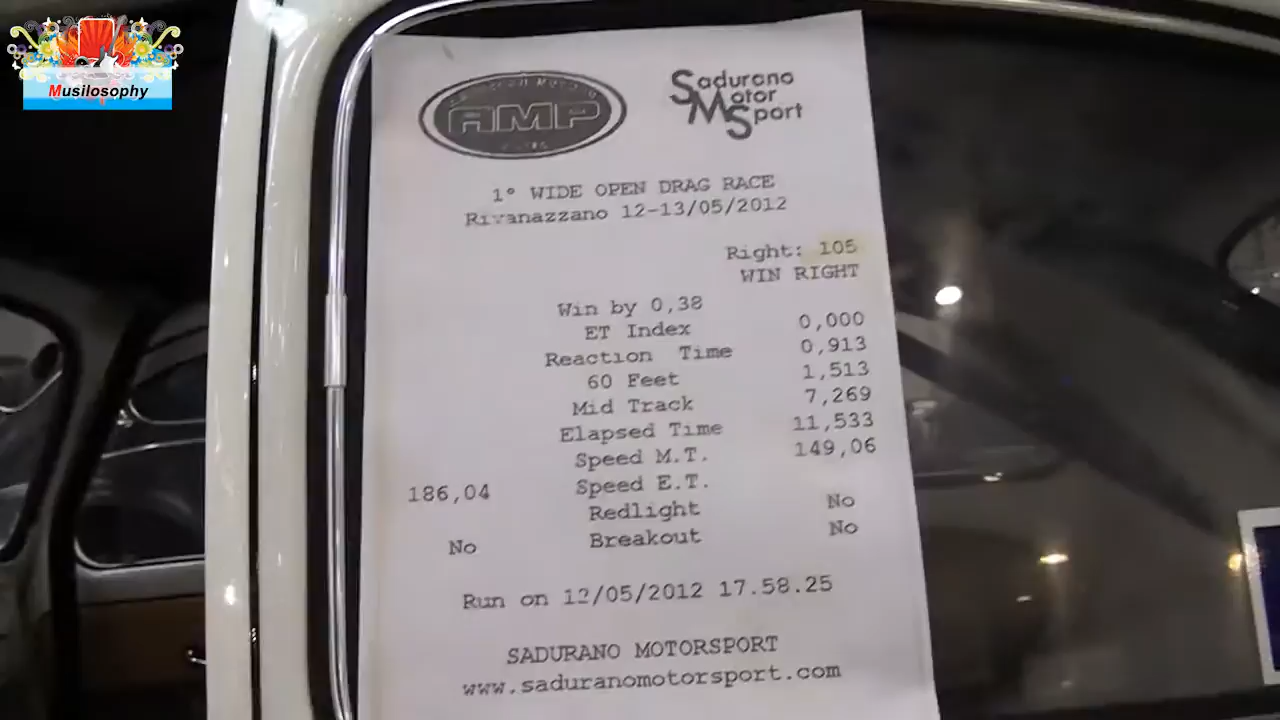 Musilosophy
AMP
Sadurano
Motor
Sport
1° WIDE OPEN DRAG RACE
Rivanazzano 12-13/05/2012
Right: 105
WIN RIGHT
Win by 0,38
ET Index 0,000
Reaction Time 0,913
60 Feet 1,513
Mid Track 7,269
Elapsed Time 11,533
Speed M.T. 149,06
186,04 Speed E.T.
Redlight No
No Breakout No
Run on 12/05/2012 17.58.25
SADURANO MOTORSPORT
www.saduranomotorsport.com